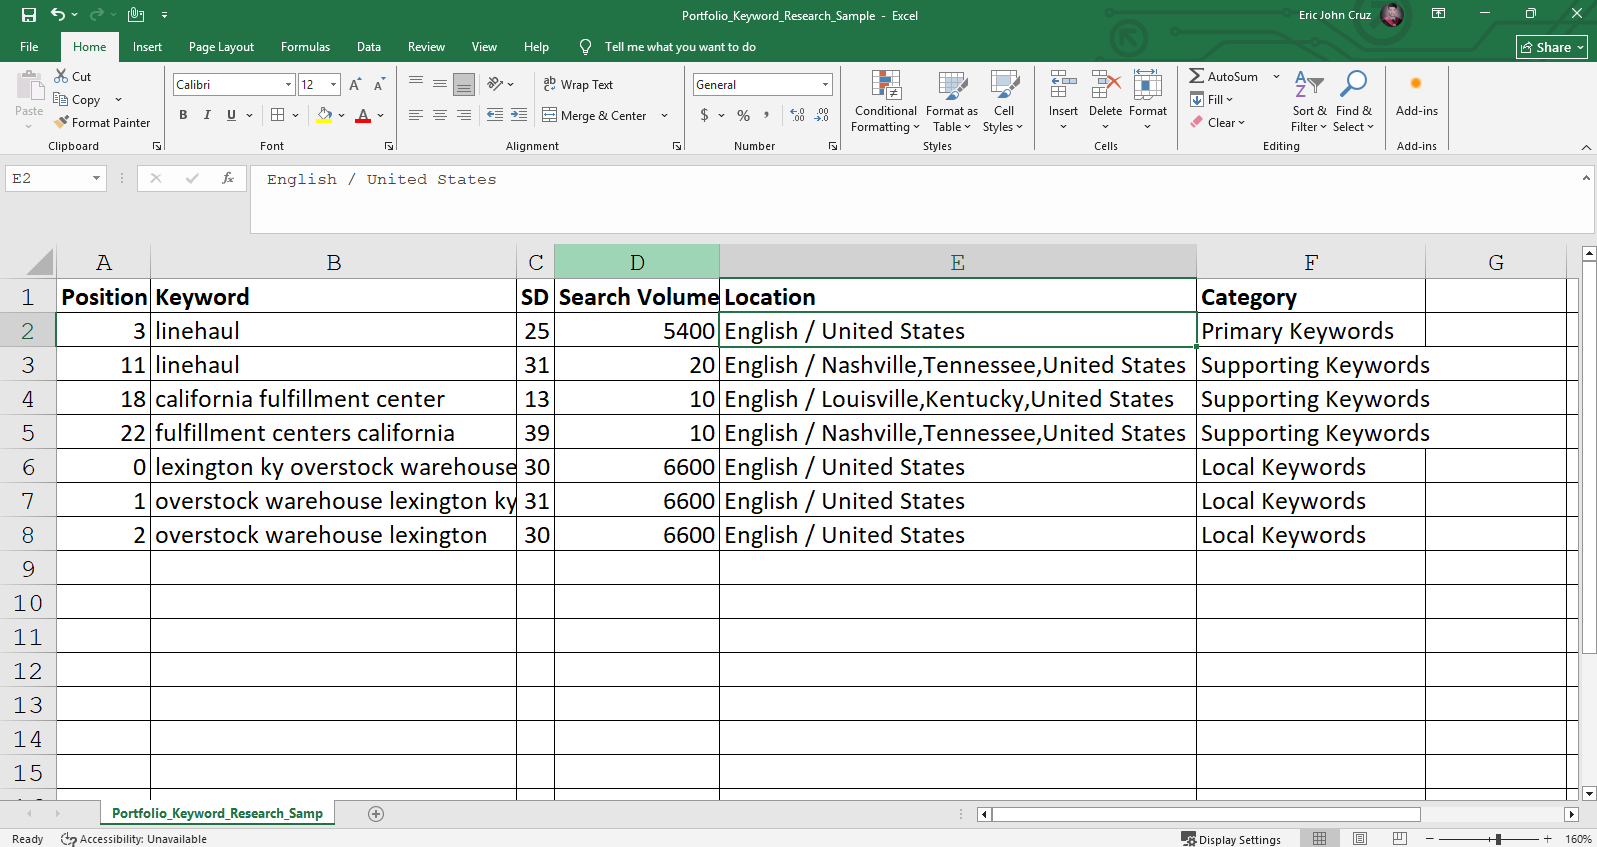 Portfolio_Keyword_Research_Sample - Excel
Eric John Cruz
File Home Insert Page Layout Formulas Data Review View Help Tell me what you want to do
Share
Paste
Cut
Copy
Format Painter
Clipboard
Calibri 12
B I U
Font
Wrap Text
Merge & Center
Alignment
General
$ % ,
Number
Conditional Formatting
Format as Table
Cell Styles
Styles
Insert Delete Format
Cells
AutoSum
Fill
Clear
Sort & Filter
Find & Select
Editing
Add-ins
Add-ins
E2 fx English / United States
A B C D E F G
1 Position Keyword SD Search Volume Location Category
2 3 linehaul 25 5400 English / United States Primary Keywords
3 11 linehaul 31 20 English / Nashville,Tennessee,United States Supporting Keywords
4 18 california fulfillment center 13 10 English / Louisville,Kentucky,United States Supporting Keywords
5 22 fulfillment centers california 39 10 English / Nashville,Tennessee,United States Supporting Keywords
6 0 lexington ky overstock warehouse 30 6600 English / United States Local Keywords
7 1 overstock warehouse lexington ky 31 6600 English / United States Local Keywords
8 2 overstock warehouse lexington 30 6600 English / United States Local Keywords
9
10
11
12
13
14
15
Portfolio_Keyword_Research_Samp
Ready Accessibility: Unavailable Display Settings 160%